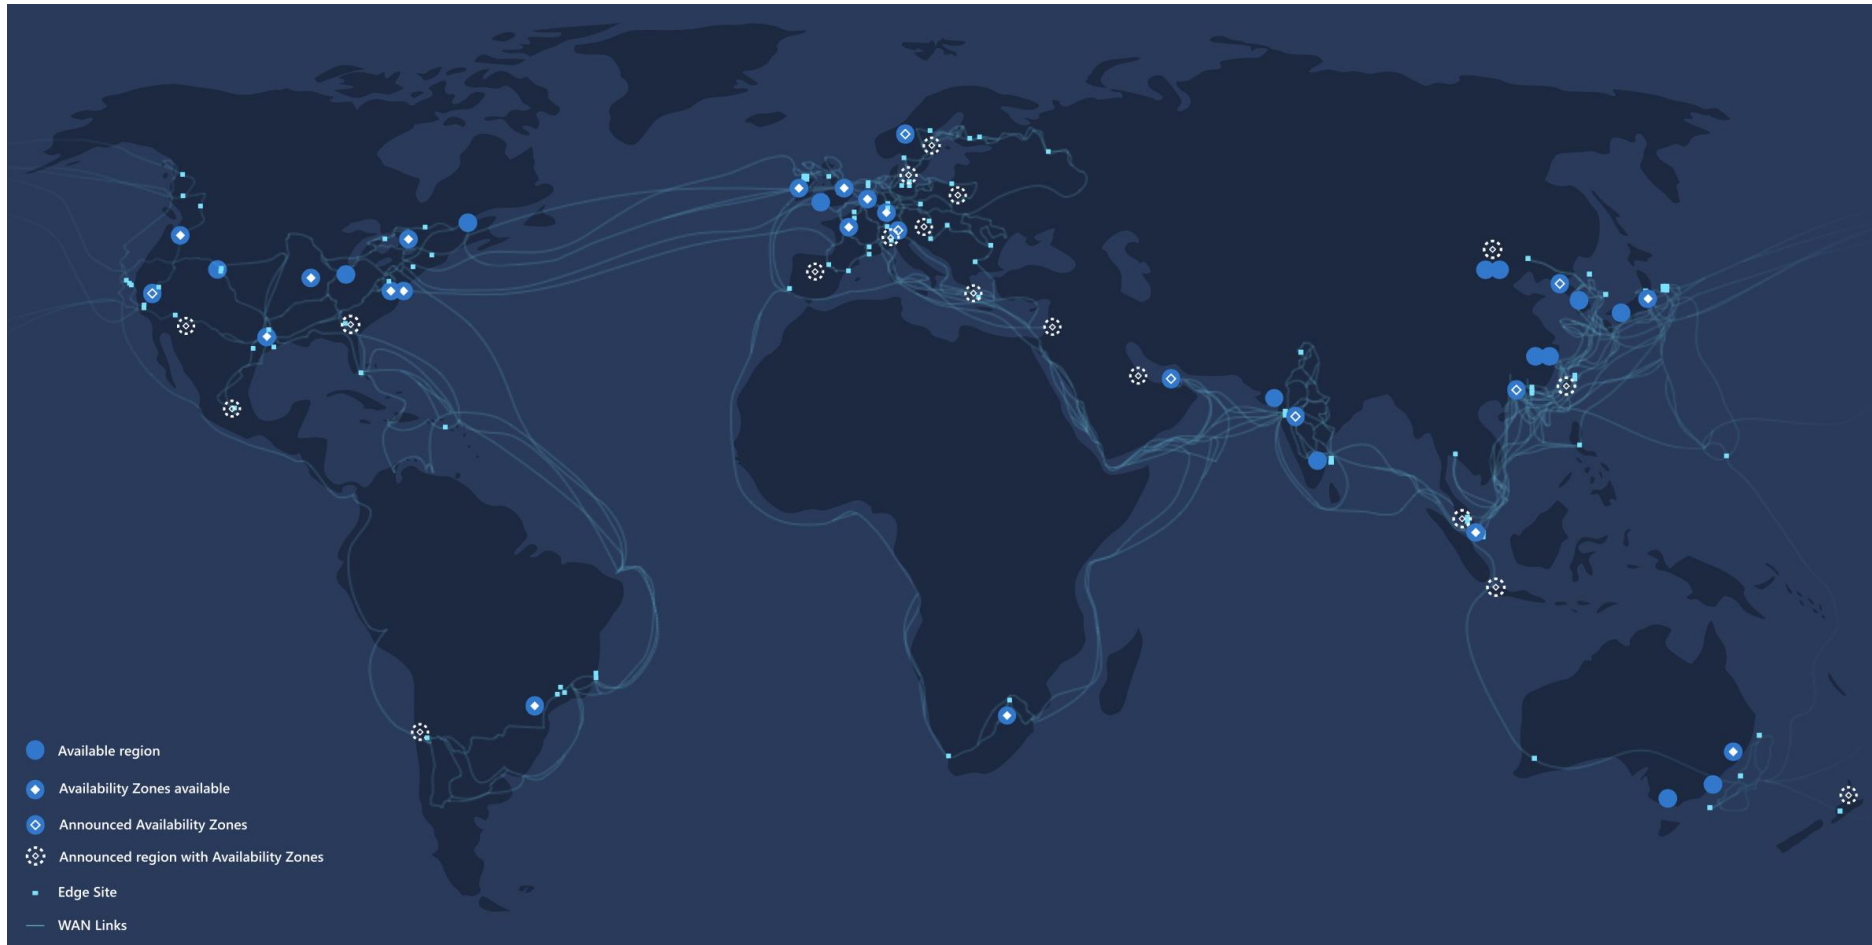 Available region
Availability Zones available
Announced Availability Zones
Announced region with Availability Zones
Edge Site
WAN Links